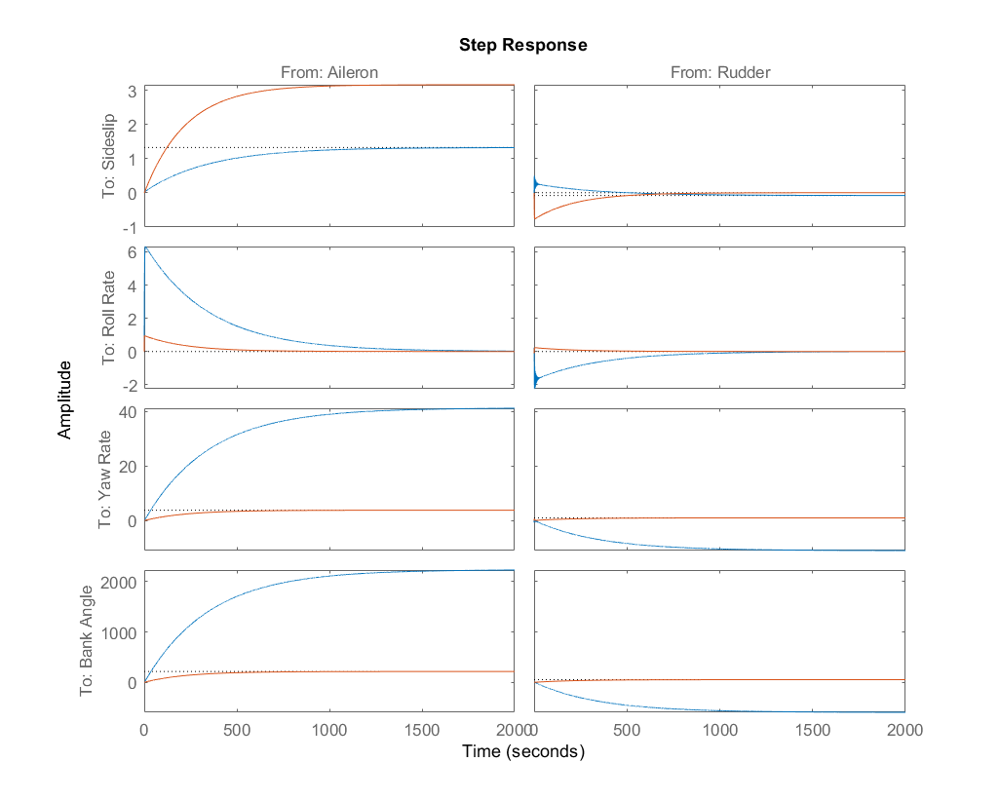 Step Response
From: Aileron
From: Rudder
To: Sideslip
3
2
1
0
-1
To: Roll Rate
6
4
2
0
-2
To: Yaw Rate
40
20
0
To: Bank Angle
2000
1000
0
Amplitude
0 500 1000 1500 2000
0 500 1000 1500 2000
Time (seconds)